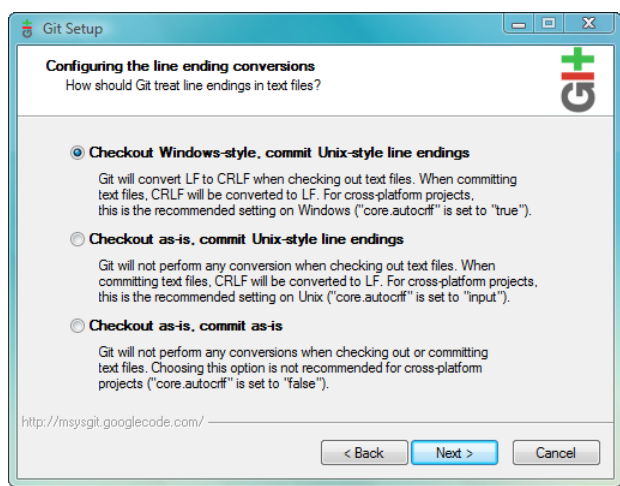 Git Setup
Configuring the line ending conversions
How should Git treat line endings in text files?
Git
Checkout Windows-style, commit Unix-style line endings
Git will convert LF to CRLF when checking out text files. When committing
text files, CRLF will be converted to LF. For cross-platform projects,
this is the recommended setting on Windows ("core.autocrlf" is set to "true").
Checkout as-is, commit Unix-style line endings
Git will not perform any conversion when checking out text files. When
committing text files, CRLF will be converted to LF. For cross-platform projects,
this is the recommended setting on Unix ("core.autocrlf" is set to "input").
Checkout as-is, commit as-is
Git will not perform any conversions when checking out or committing
text files. Choosing this option is not recommended for cross-platform
projects ("core.autocrlf" is set to "false").
http://msysgit.googlecode.com/
< Back Next > Cancel